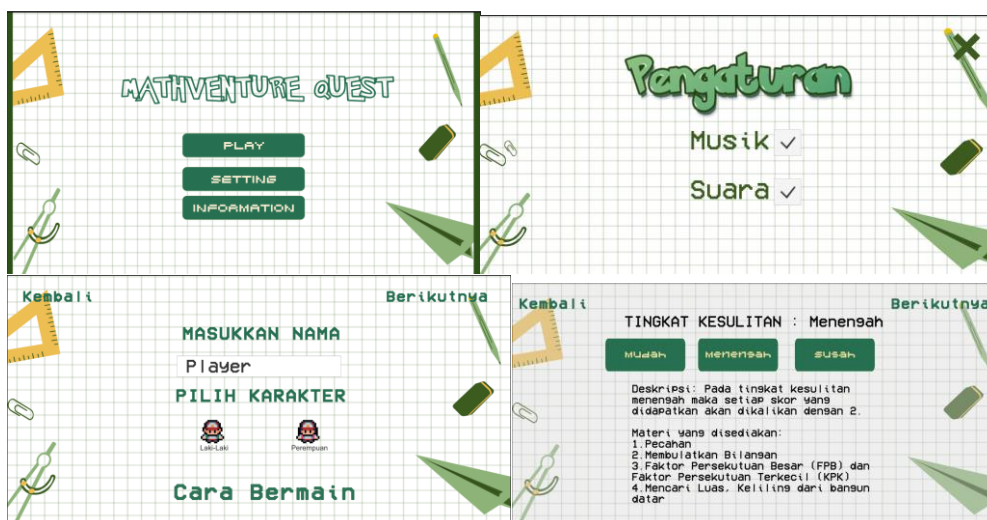 MATHVENTURE QUEST
PLAY
SETTING
INFORMATION
Pengaturan
Musik
Suara
Kembali
Berikutnya
MASUKKAN NAMA
Player
PILIH KARAKTER
Laki-Laki
Perempuan
Cara Bermain
Kembali
Berikutnya
TINGKAT KESULITAN : Menengah
Mudah
Menengah
Susah
Deskripsi: Pada tingkat kesulitan
menengah maka setiap skor yang
didapatkan akan dikalikan dengan 2.
Materi yang disediakan:
1.Pecahan
2.Membulatkan Bilangan
3.Faktor Persekutuan Besar (FPB) dan
Faktor Persekutuan Terkecil (KPK)
4.Mencari Luas, Keliling dari bangun
datar